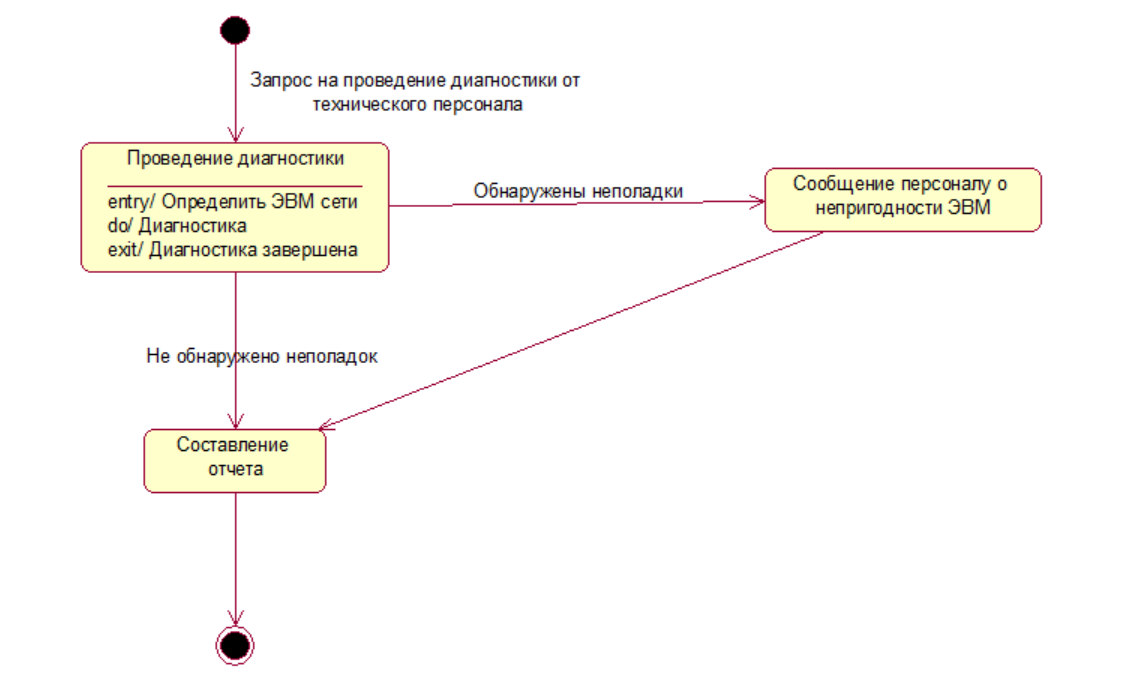 Запрос на проведение диагностики от
технического персонала
Проведение диагностики
entry/ Определить ЭВМ сети
do/ Диагностика
exit/ Диагностика завершена
Обнаружены неполадки
Сообщение персоналу о
непригодности ЭВМ
Не обнаружено неполадок
Составление
отчета